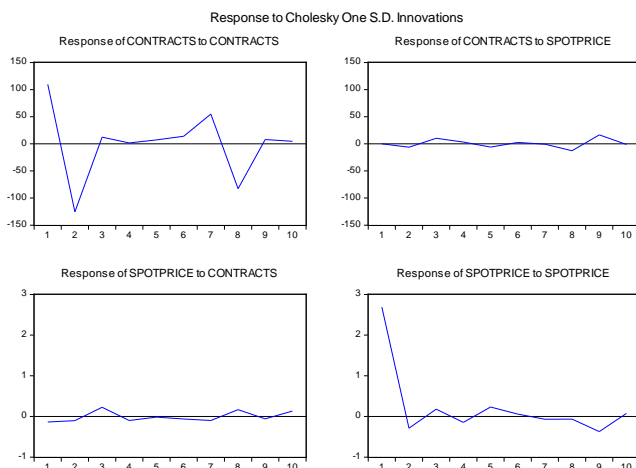 Response to Cholesky One S.D. Innovations
Response of CONTRACTS to CONTRACTS
150
100
50
0
-50
-100
-150
1 2 3 4 5 6 7 8 9 10
Response of CONTRACTS to SPOTPRICE
150
100
50
0
-50
-100
-150
1 2 3 4 5 6 7 8 9 10
Response of SPOTPRICE to CONTRACTS
3
2
1
0
-1
1 2 3 4 5 6 7 8 9 10
Response of SPOTPRICE to SPOTPRICE
3
2
1
0
-1
1 2 3 4 5 6 7 8 9 10